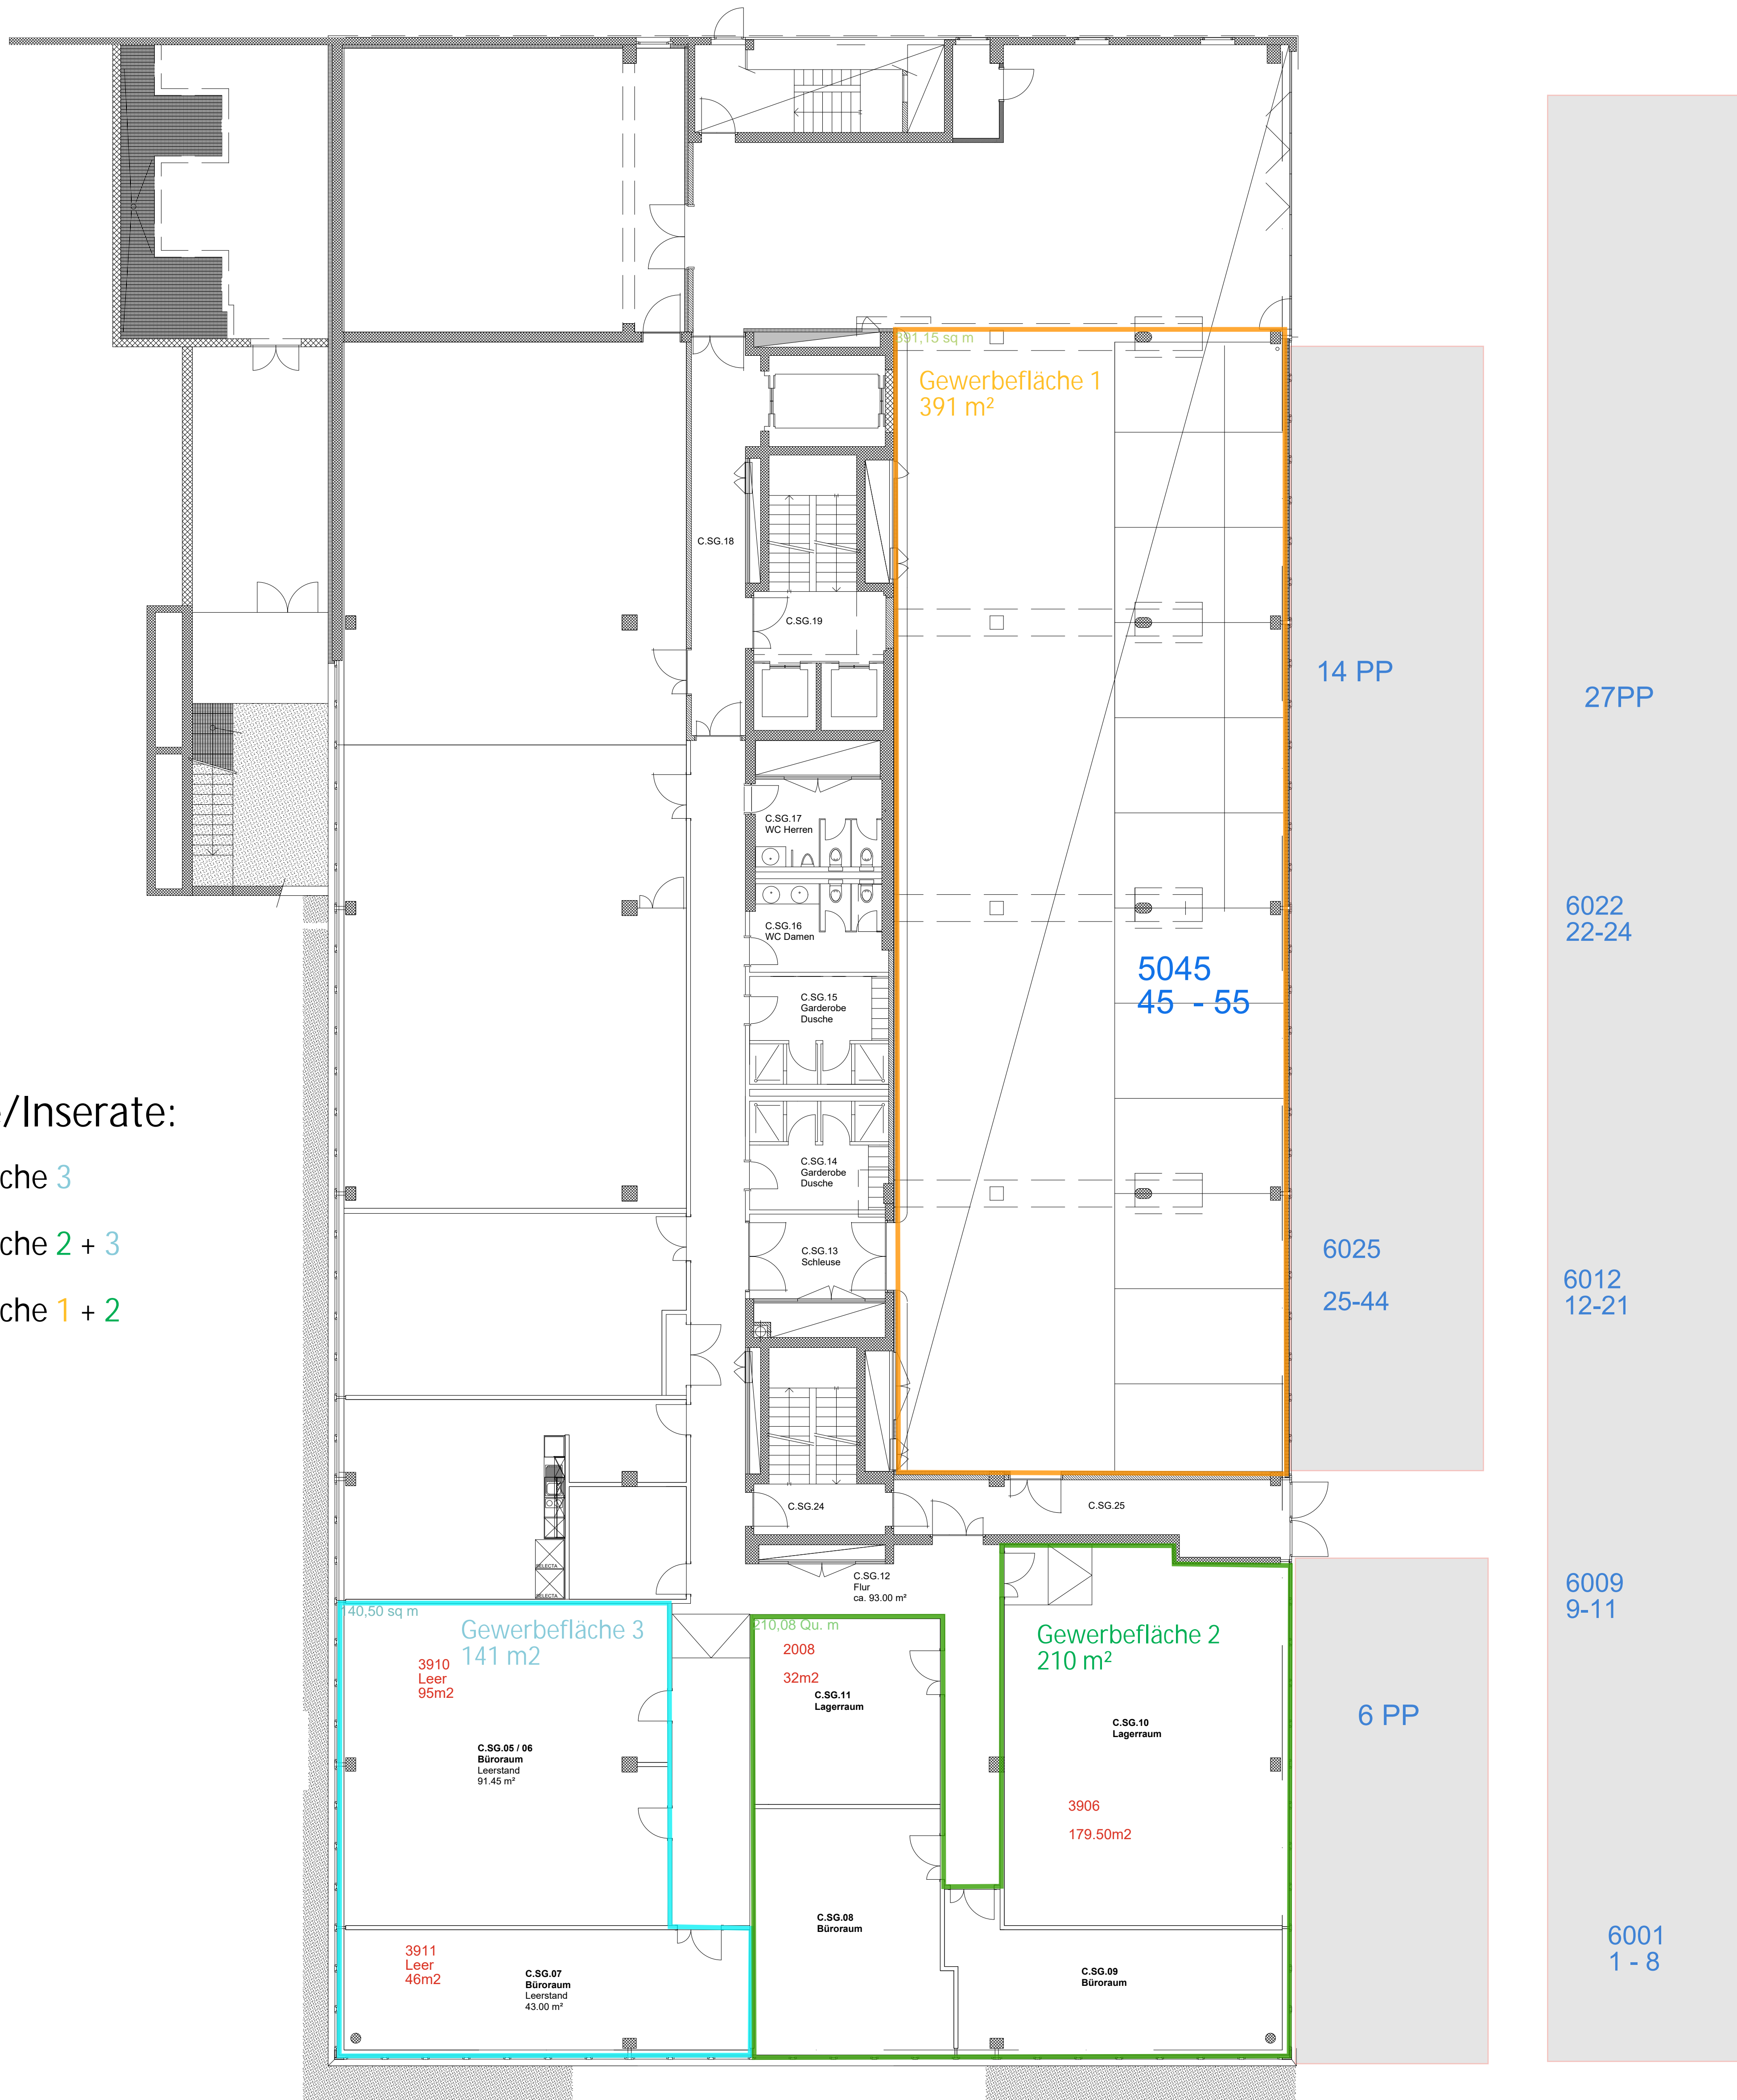 391,15 sq m
Gewerbefläche 1
391 m²
C.SG.18
C.SG.19
14 PP
27PP
C.SG.17
WC Herren
C.SG.16
WC Damen
6022
22-24
5045
45 - 55
C.SG.15
Garderobe
Dusche
/Inserate:
che 3
che 2 + 3
che 1 + 2
C.SG.14
Garderobe
Dusche
C.SG.13
Schleuse
6025
25-44
6012
12-21
C.SG.24
C.SG.25
SELECTA
SELECTA
C.SG.12
Flur
ca. 93.00 m²
6009
9-11
140,50 sq m
Gewerbefläche 3
141 m2
3910
Leer
95m2
C.SG.05 / 06
Büroraum
Leerstand
91.45 m²
210,08 Qu. m
2008
32m2
C.SG.11
Lagerraum
Gewerbefläche 2
210 m²
C.SG.10
Lagerraum
6 PP
3906
179.50m2
C.SG.08
Büroraum
3911
Leer
46m2
C.SG.07
Büroraum
Leerstand
43.00 m²
C.SG.09
Büroraum
6001
1 - 8